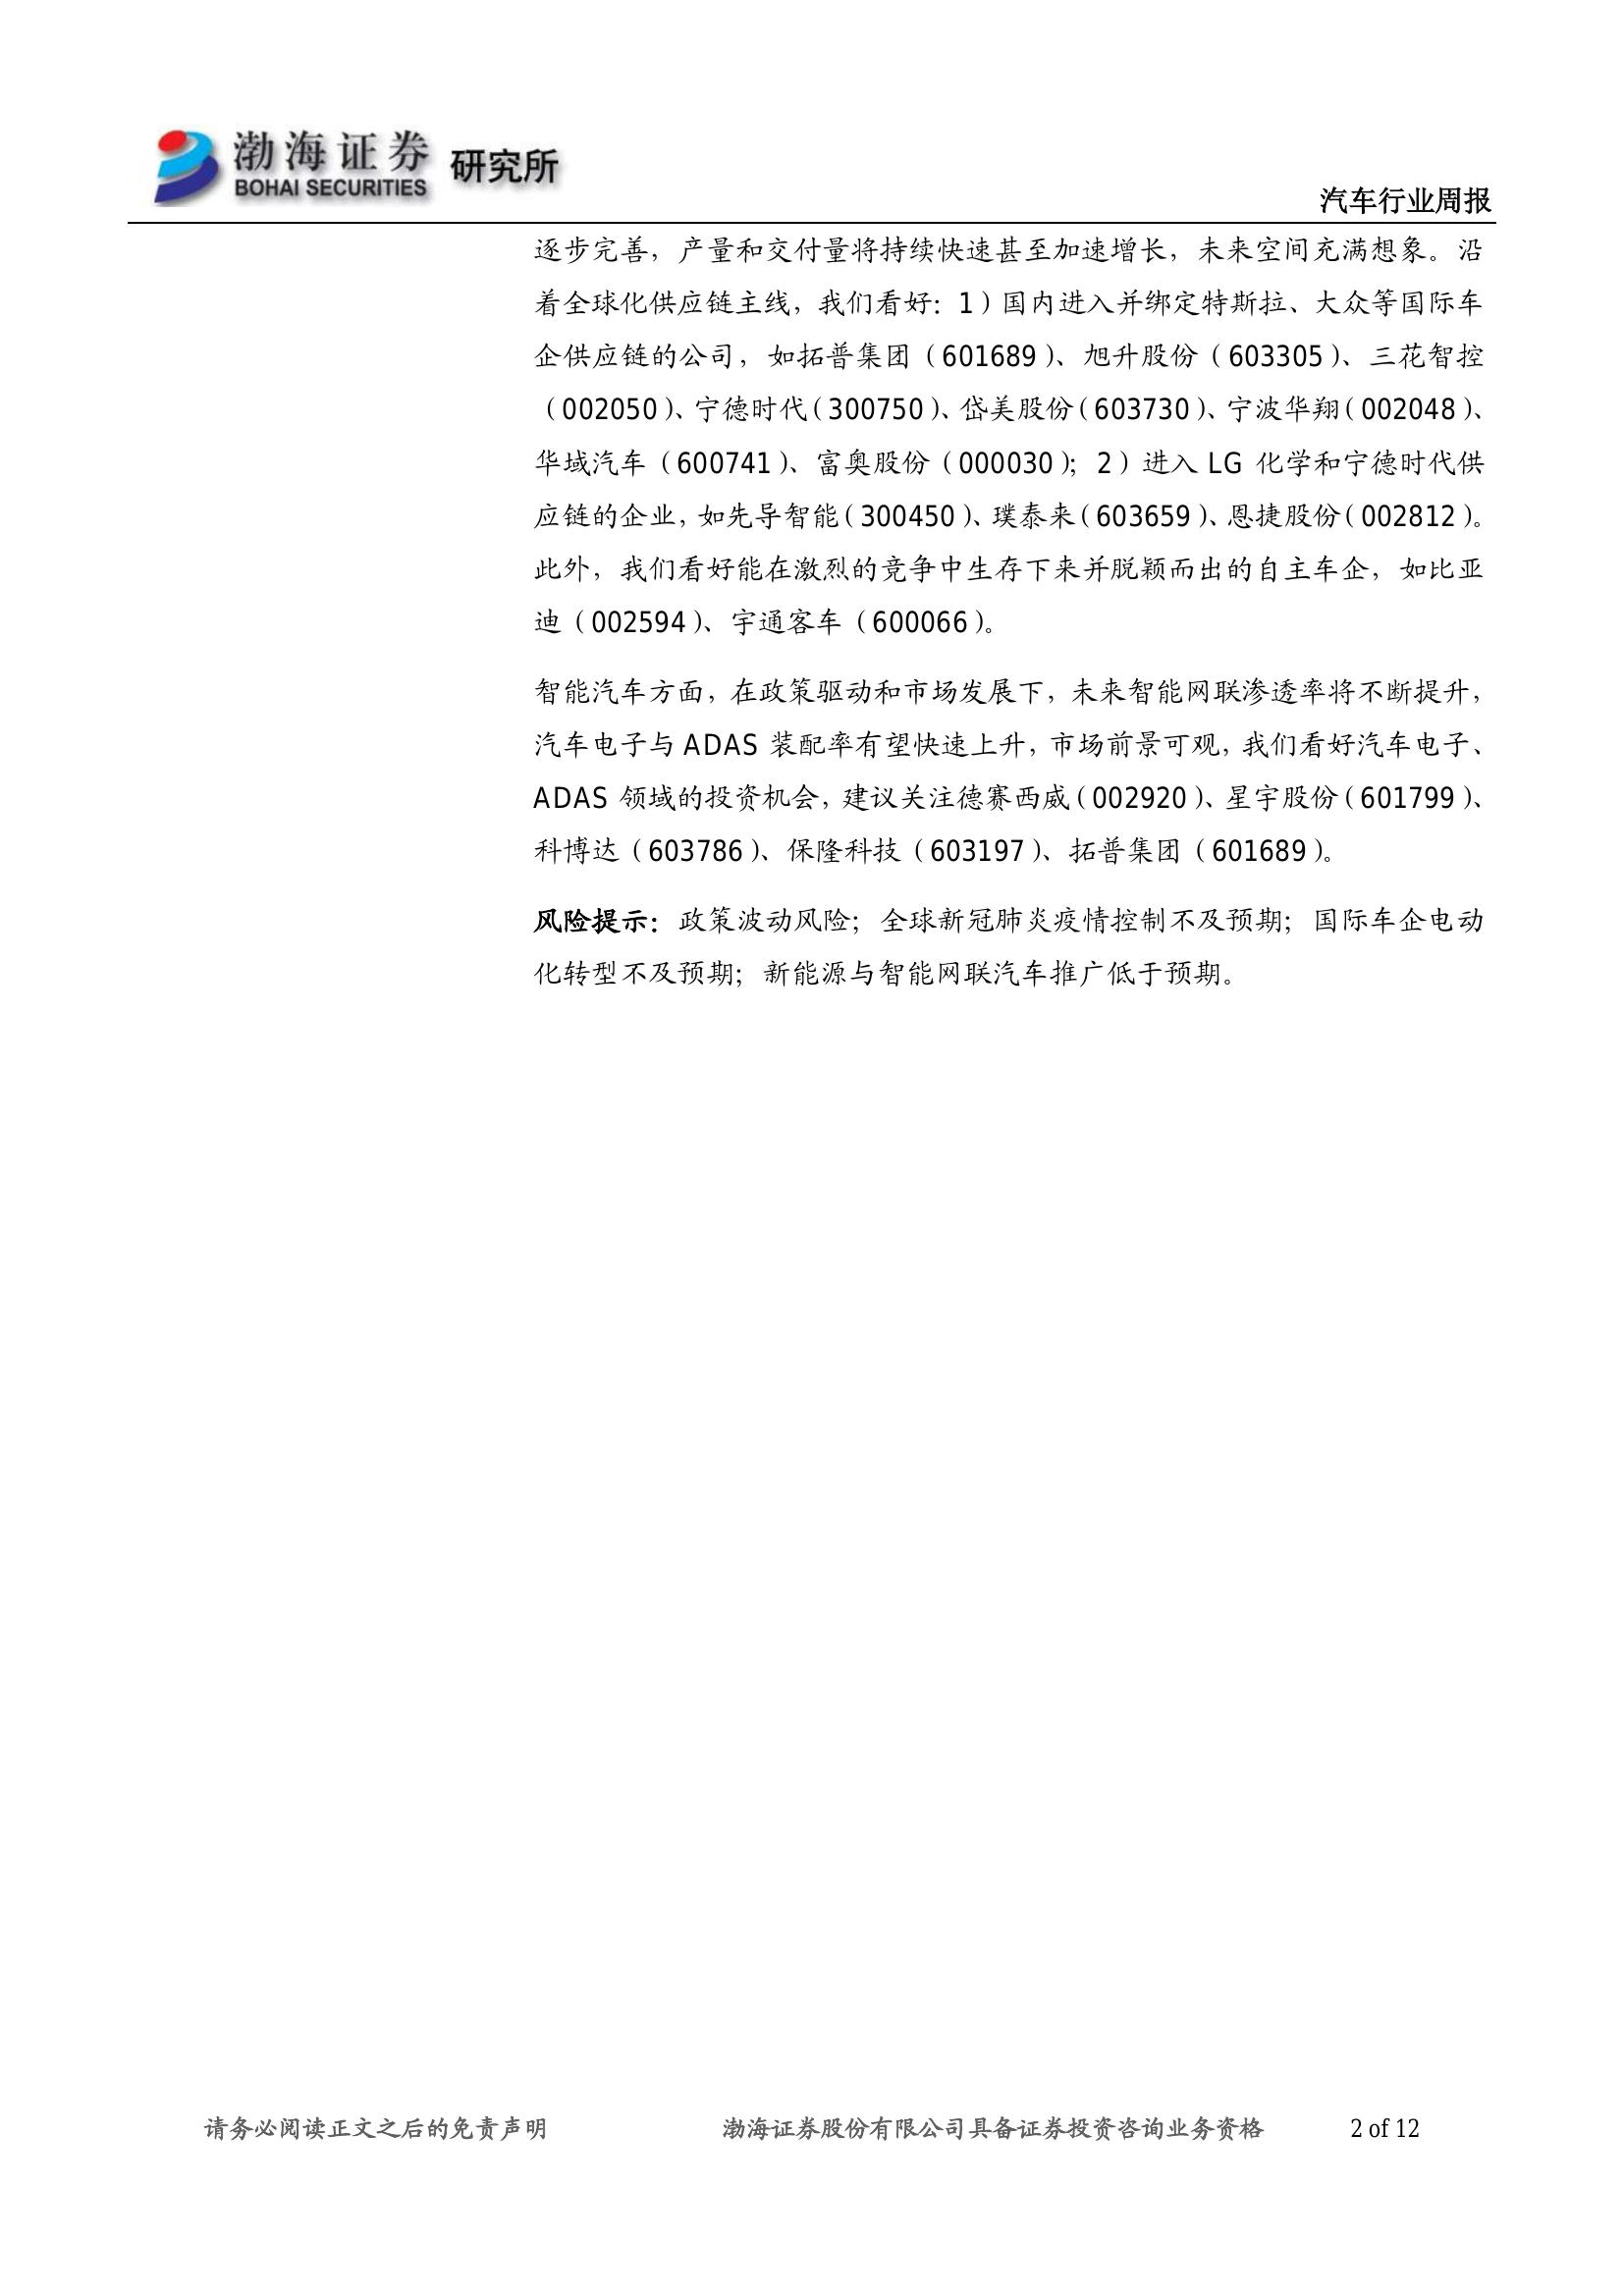 渤海证券 研究所
BOHAI SECURITIES
汽车行业周报
逐步完善，产量和交付量将持续快速甚至加速增长，未来空间充满想象。沿
着全球化供应链主线，我们看好：1）国内进入并绑定特斯拉、大众等国际车
企供应链的公司，如拓普集团（601689）、旭升股份（603305）、三花智控
（002050）、宁德时代（300750）、岱美股份（603730）、宁波华翔（002048）、
华域汽车（600741）、富奥股份（000030）；2）进入 LG 化学和宁德时代供
应链的企业，如先导智能（300450）、璞泰来（603659）、恩捷股份（002812）。
此外，我们看好能在激烈的竞争中生存下来并脱颖而出的自主车企，如比亚
迪（002594）、宇通客车（600066）。
智能汽车方面，在政策驱动和市场发展下，未来智能网联渗透率将不断提升，
汽车电子与 ADAS 装配率有望快速上升，市场前景可观，我们看好汽车电子、
ADAS 领域的投资机会，建议关注德赛西威（002920）、星宇股份（601799）、
科博达（603786）、保隆科技（603197）、拓普集团（601689）。
风险提示：政策波动风险；全球新冠肺炎疫情控制不及预期；国际车企电动
化转型不及预期；新能源与智能网联汽车推广低于预期。
请务必阅读正文之后的免责声明 渤海证券股份有限公司具备证券投资咨询业务资格 2 of 12